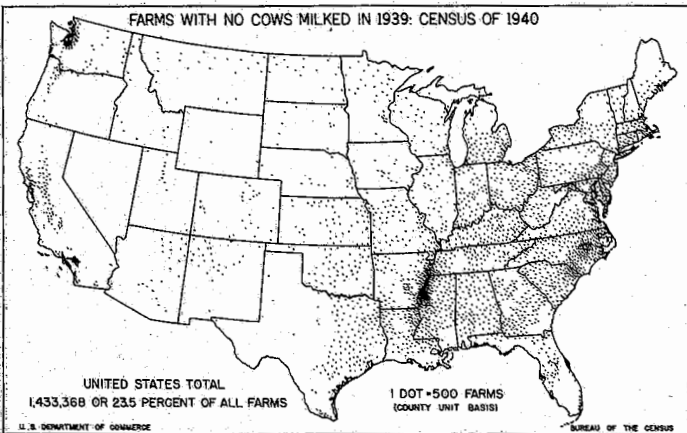 FARMS WITH NO COWS MILKED IN 1939: CENSUS OF 1940
UNITED STATES TOTAL
1,433,368 OR 23.5 PERCENT OF ALL FARMS
1 DOT=500 FARMS
(COUNTY UNIT BASIS)
U. S. DEPARTMENT OF COMMERCE
BUREAU OF THE CENSUS